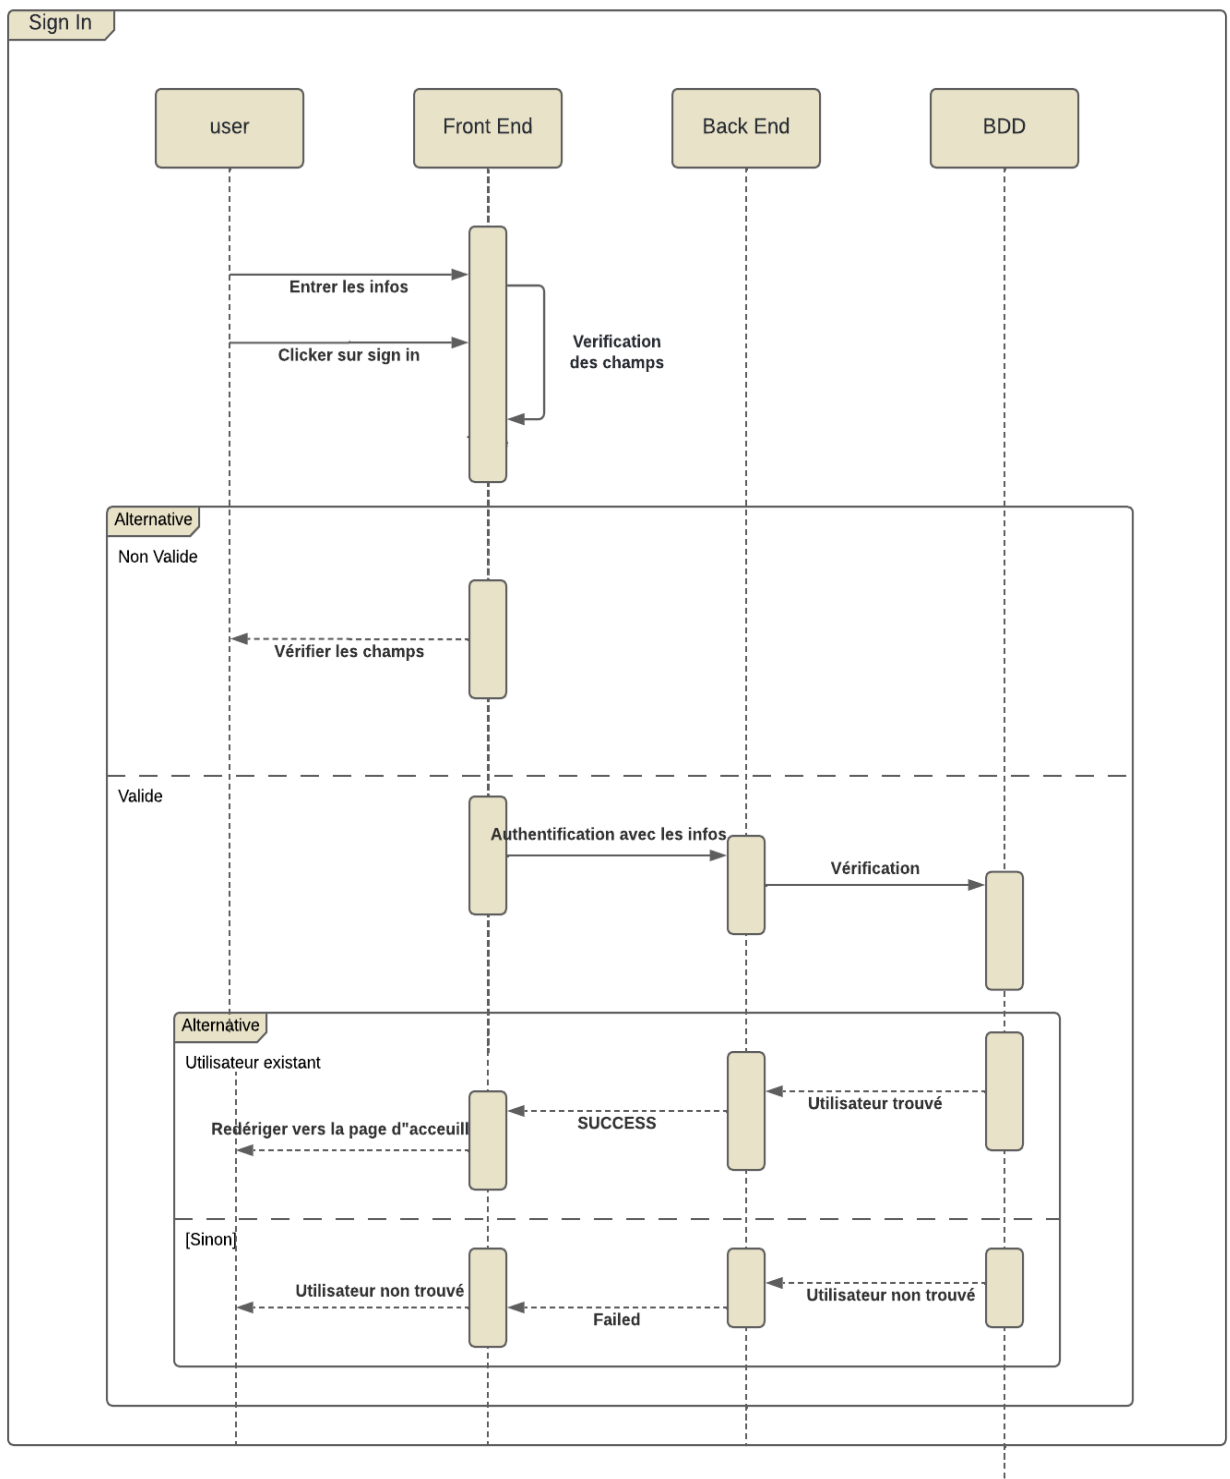 Sign In
user
Front End
Back End
BDD
Entrer les infos
Clicker sur sign in
Verification
des champs
Alternative
Non Valide
Vérifier les champs
Valide
Authentification avec les infos
Vérification
Alternative
Utilisateur existant
Utilisateur trouvé
SUCCESS
Redériger vers la page d"acceuill
[Sinon]
Utilisateur non trouvé
Utilisateur non trouvé
Failed